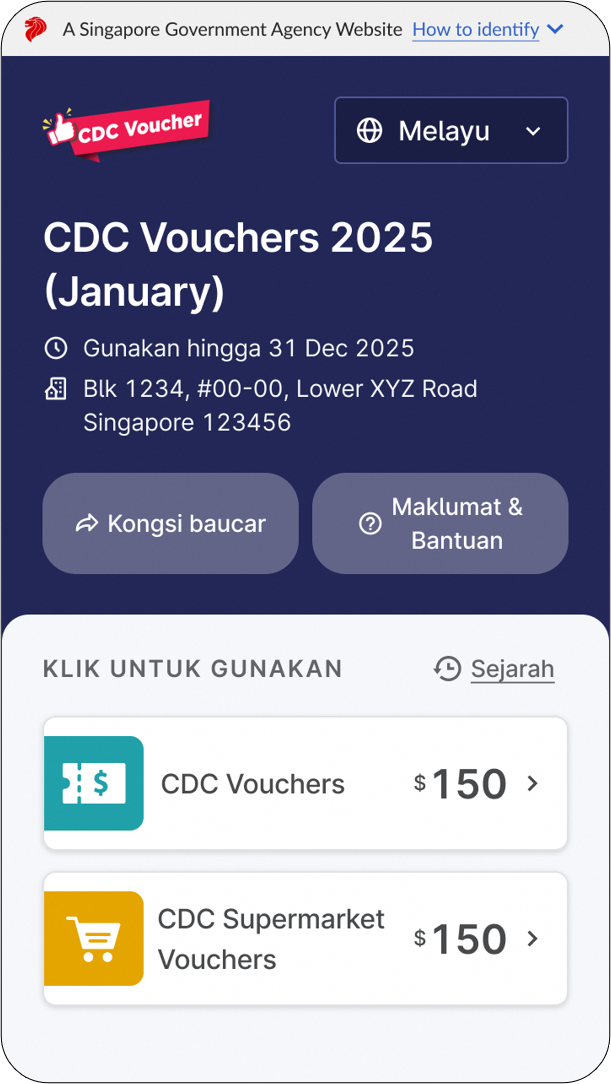 A Singapore Government Agency Website How to identify
CDC Voucher
Melayu
CDC Vouchers 2025
(January)
Gunakan hingga 31 Dec 2025
Blk 1234, #00-00, Lower XYZ Road
Singapore 123456
Kongsi baucar
Maklumat &
Bantuan
KLIK UNTUK GUNAKAN
Sejarah
CDC Vouchers
$150
CDC Supermarket
Vouchers
$150